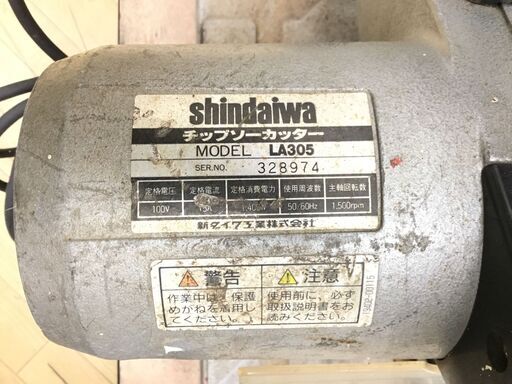 shindaiwa
チップソーカッター
MODEL LA305
SER.NO. 328974
定格電圧 定格電流 定格消費電力 使用周波数 主軸回転数
100V 15A 1,400W 50/60Hz 1,500rpm
新ダイワ工業株式会社
警告
作業中は、保護
めがねを着用し
てください。
注意
使用前に、必ず
取扱説明書をお
読みください。